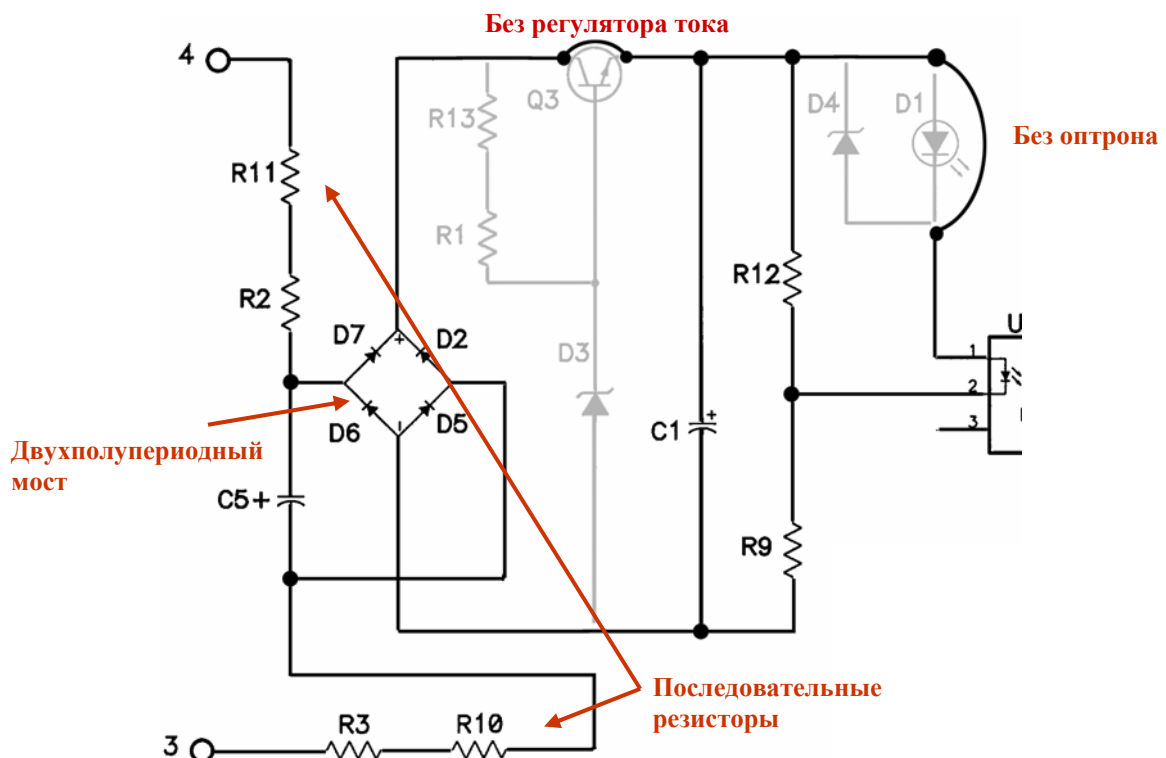 Без регулятора тока
4
Q3
R13
D4
D1
Без оптрона
R11
R1
R12
R2
U
D7
D2
+
D3
1
2
3
D6
D5
-
C1
+
Двухполупериодный
мост
C5+
R9
Последовательные
резисторы
R3
R10
3